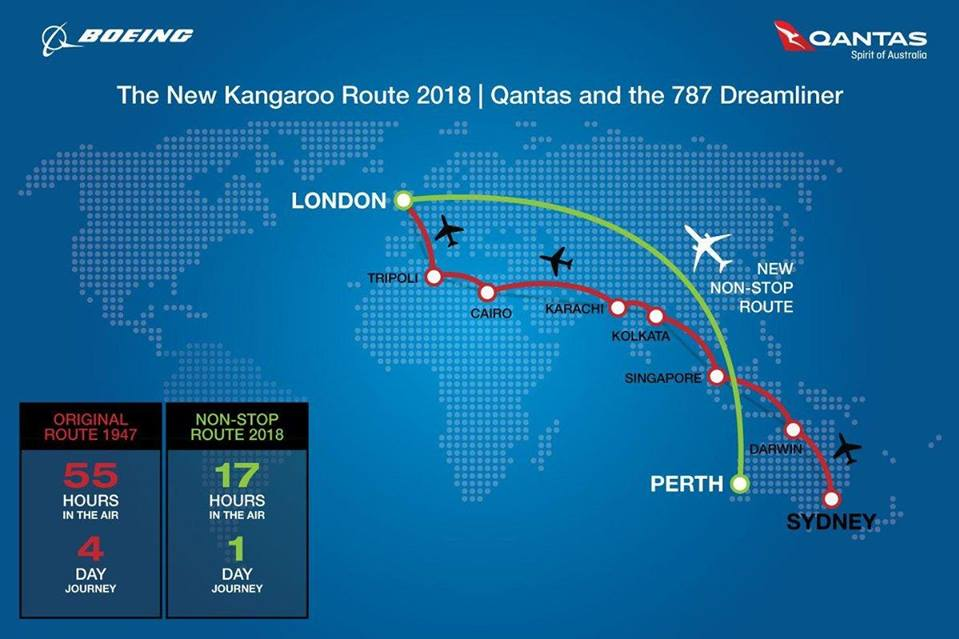 BOEING
QANTAS
Spirit of Australia
The New Kangaroo Route 2018 | Qantas and the 787 Dreamliner
LONDON
TRIPOLI
CAIRO
KARACHI
KOLKATA
SINGAPORE
DARWIN
SYDNEY
PERTH
NEW
NON-STOP
ROUTE
ORIGINAL
ROUTE 1947
55
HOURS
IN THE AIR
4
DAY
JOURNEY
NON-STOP
ROUTE 2018
17
HOURS
IN THE AIR
1
DAY
JOURNEY